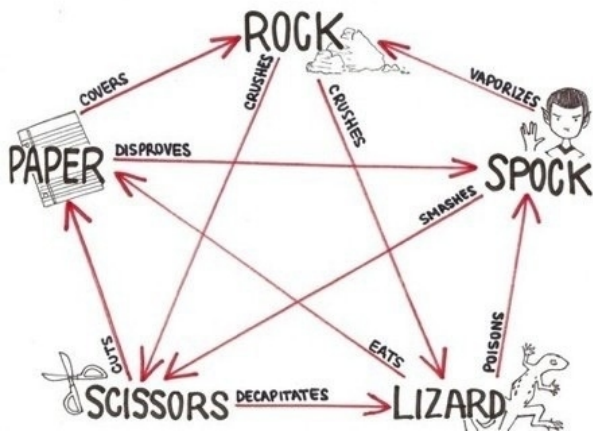 ROCK
COVERS
CRUSHES
CRUSHES
VAPORIZES
PAPER
DISPROVES
SPOCK
SMASHES
CUTS
EATS
POISONS
SCISSORS
DECAPITATES
LIZARD